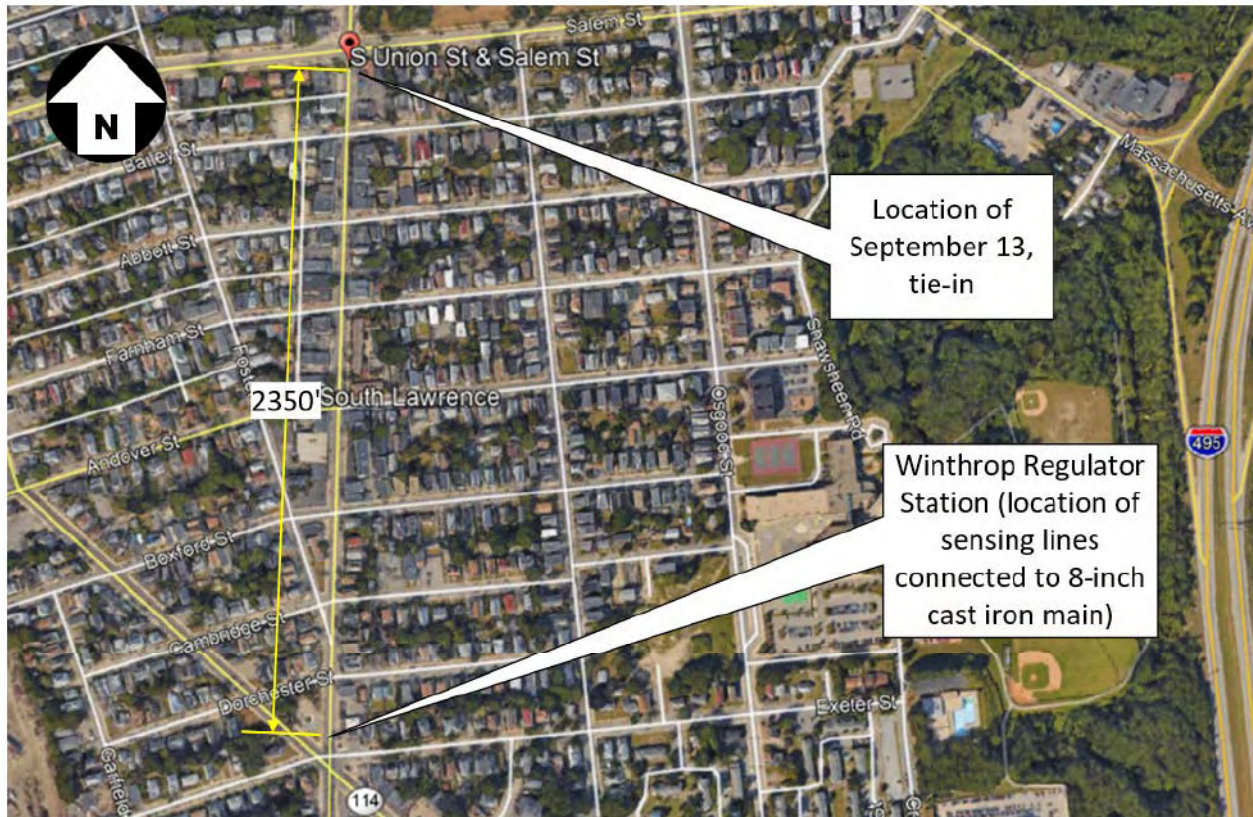 Salem St
S Union St & Salem St
N
Bailey St
Massachusetts Av
Location of
September 13,
tie-in
Abbott St
Farnham St
Shawsheen Rd
2350'
South Lawrence
Osgood St
Andover St
495
Winthrop Regulator
Station (location of
sensing lines
connected to 8-inch
cast iron main)
Boxford St
Cambridge St
Dorchester St
Exeter St
Garfield
114